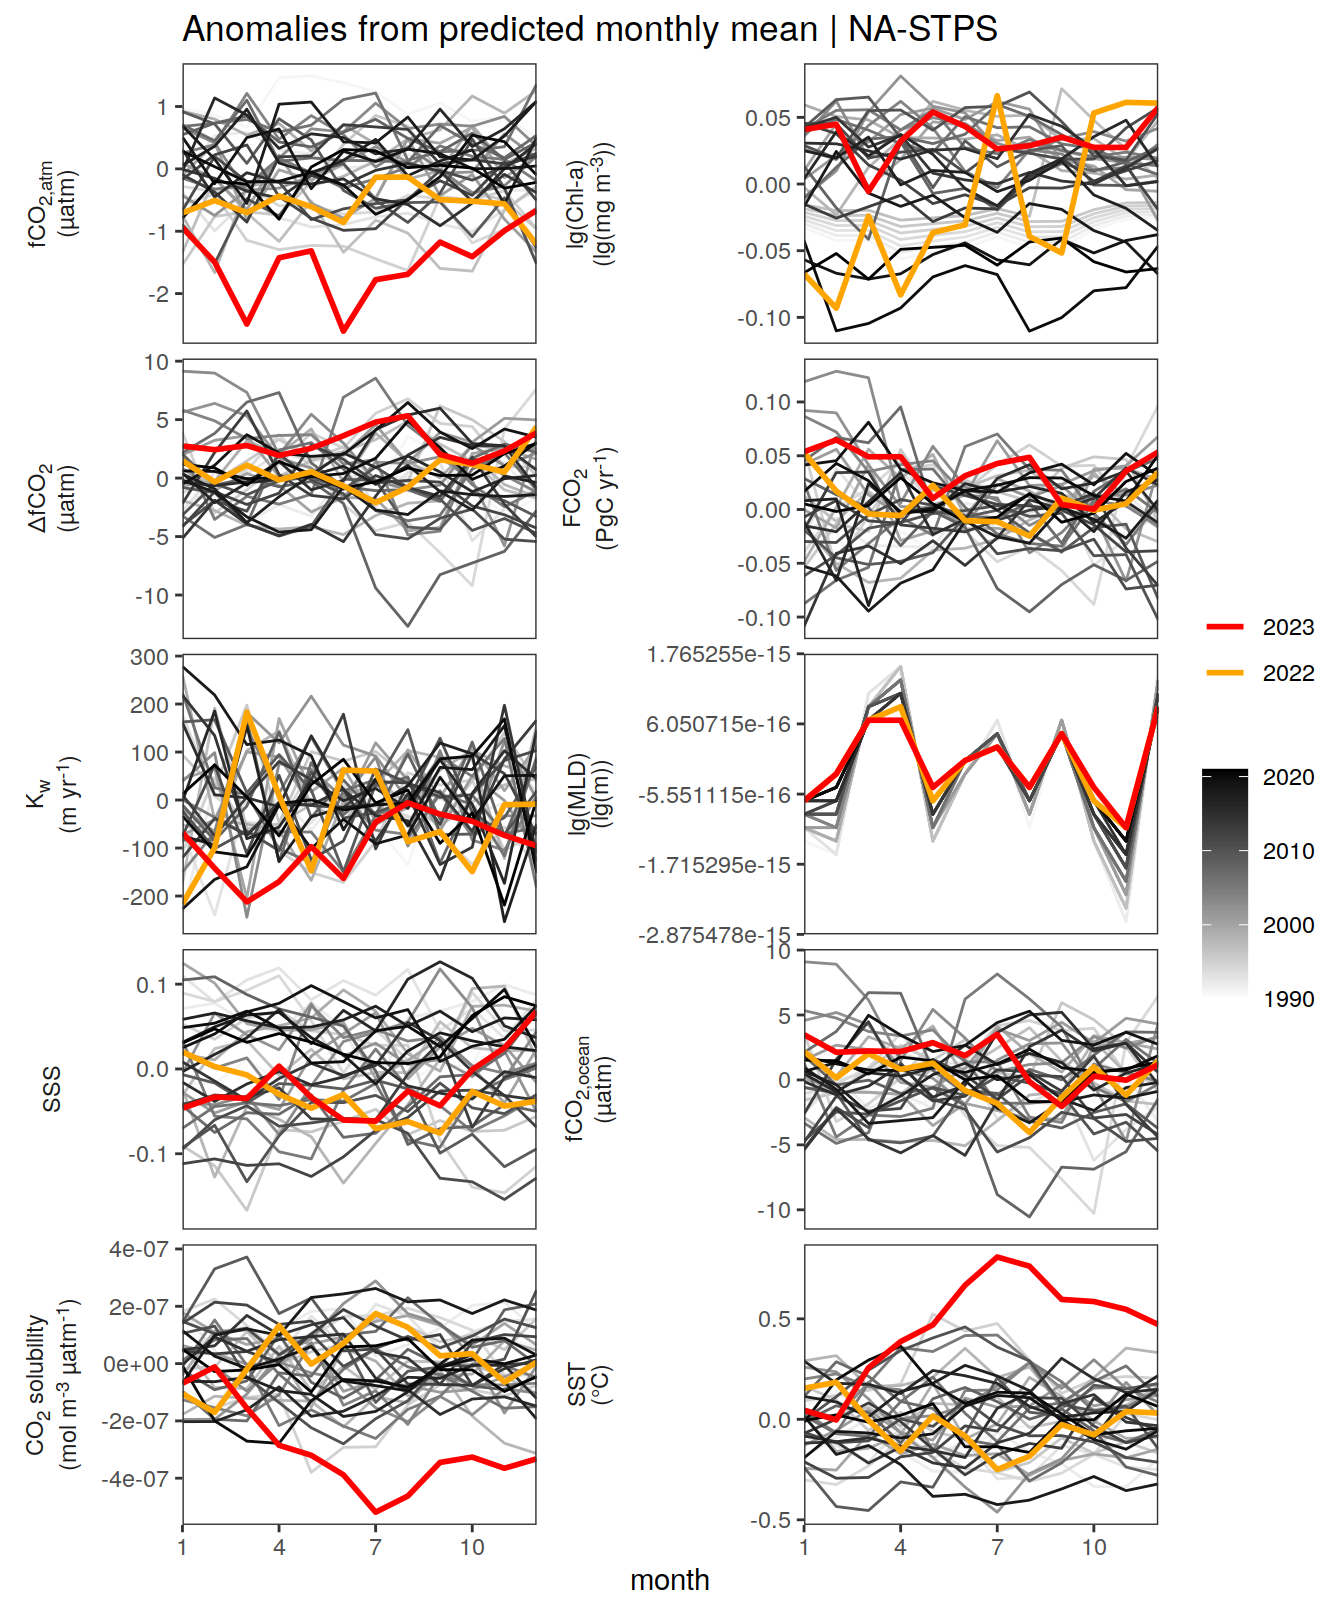 Anomalies from predicted monthly mean | NA-STPS
fCO2,atm
(µatm)
1
0
-1
-2
lg(Chl-a)
(lg(mg m-3))
0.05
0.00
-0.05
-0.10
ΔfCO2
(µatm)
10
5
0
-5
-10
FCO2
(PgC yr-1)
0.10
0.05
0.00
-0.05
-0.10
Kw
(m yr-1)
300
200
100
0
-100
-200
lg(MLD)
(lg(m))
1.765255e-15
6.050715e-16
-5.551115e-16
-1.715295e-15
-2.875478e-15
SSS
0.1
0.0
-0.1
fCO2,ocean
(µatm)
10
5
0
-5
-10
CO2 solubility
(mol m-3 µatm-1)
4e-07
2e-07
0e+00
-2e-07
-4e-07
SST
(°C)
0.5
0.0
-0.5
1 4 7 10
1 4 7 10
month
2023
2022
2020
2010
2000
1990